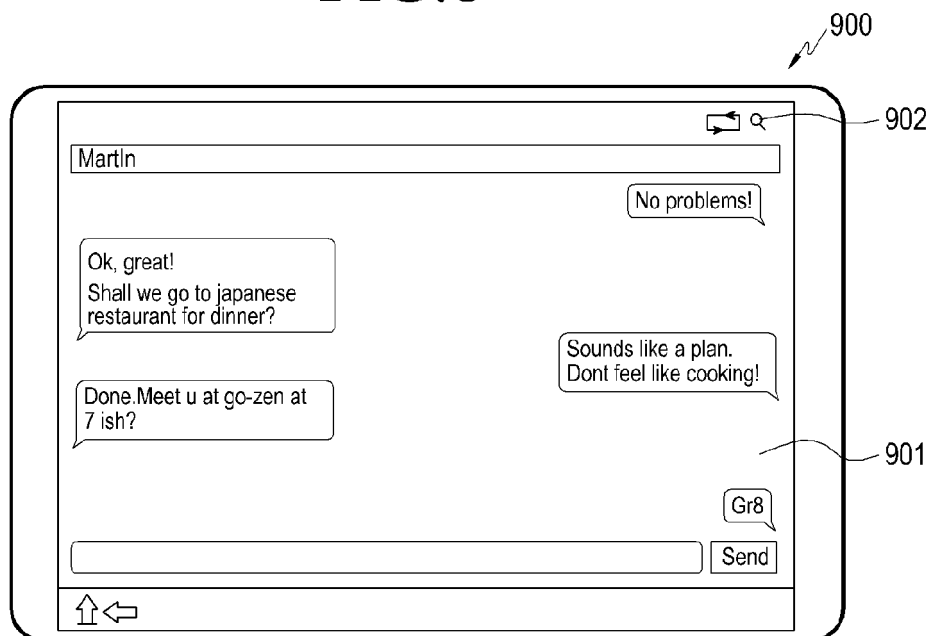 900
902
MartIn
No problems!
Ok, great!
Shall we go to japanese
restaurant for dinner?
Sounds like a plan.
Dont feel like cooking!
Done.Meet u at go-zen at
7 ish?
901
Gr8
Send